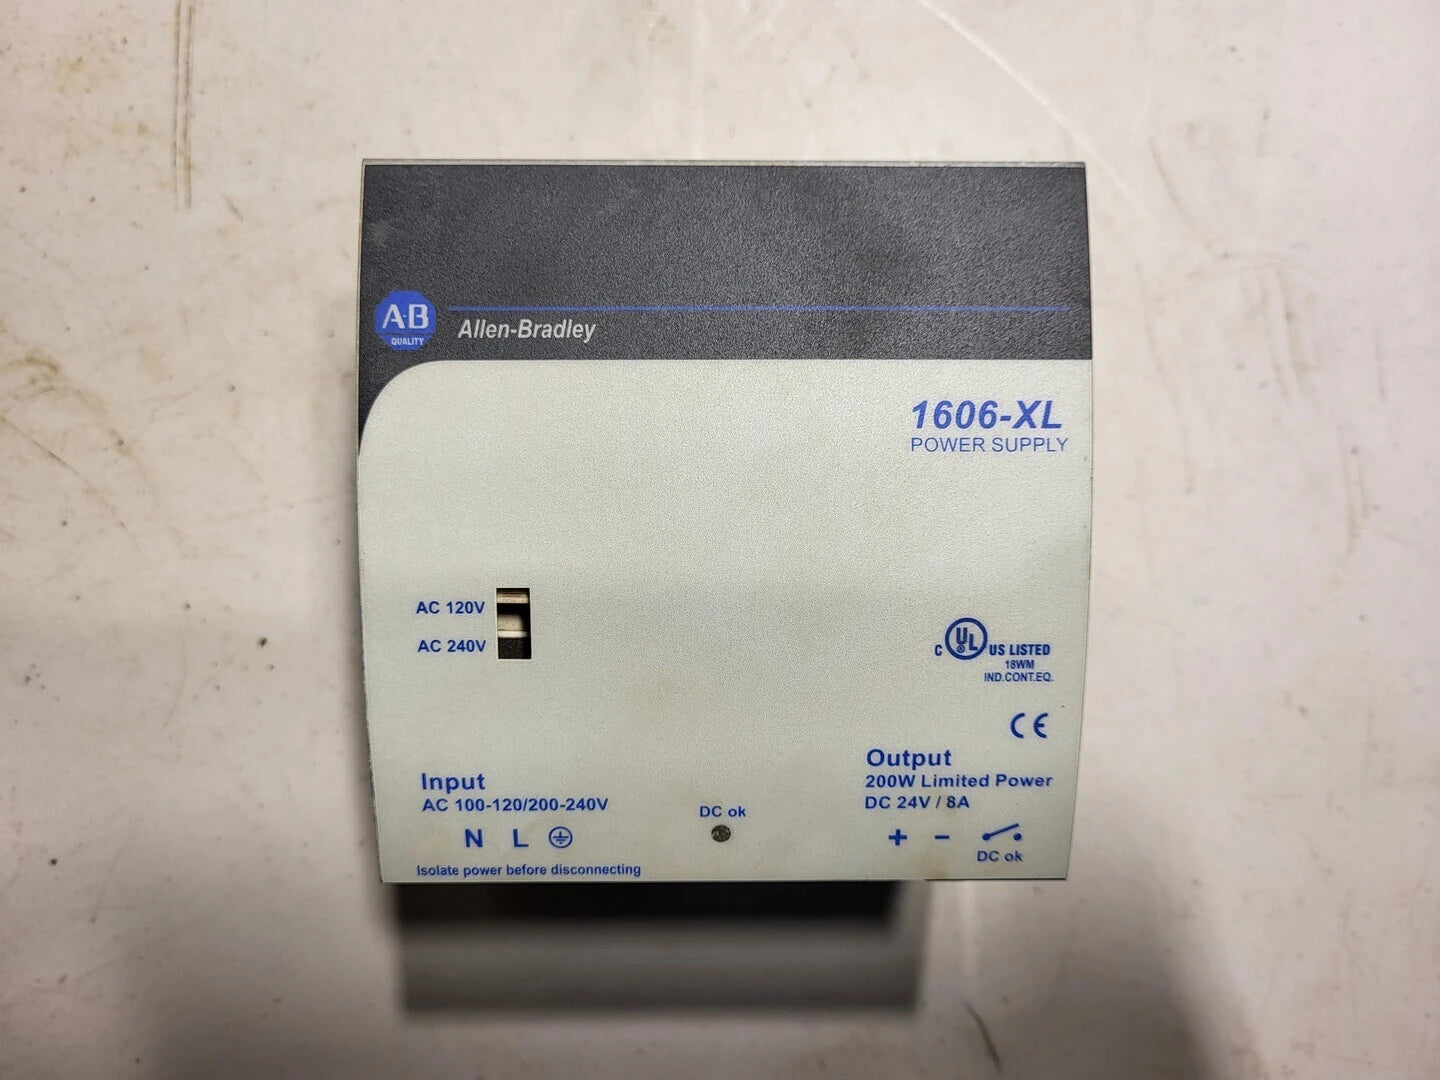 A·B
QUALITY
Allen-Bradley
1606-XL
POWER SUPPLY
AC 120V
AC 240V
C UL US LISTED
18WM
IND.CONT.EQ.
CE
Input
AC 100-120/200-240V
N L
Isolate power before disconnecting
DC ok
Output
200W Limited Power
DC 24V / 8A
+ -
DC ok